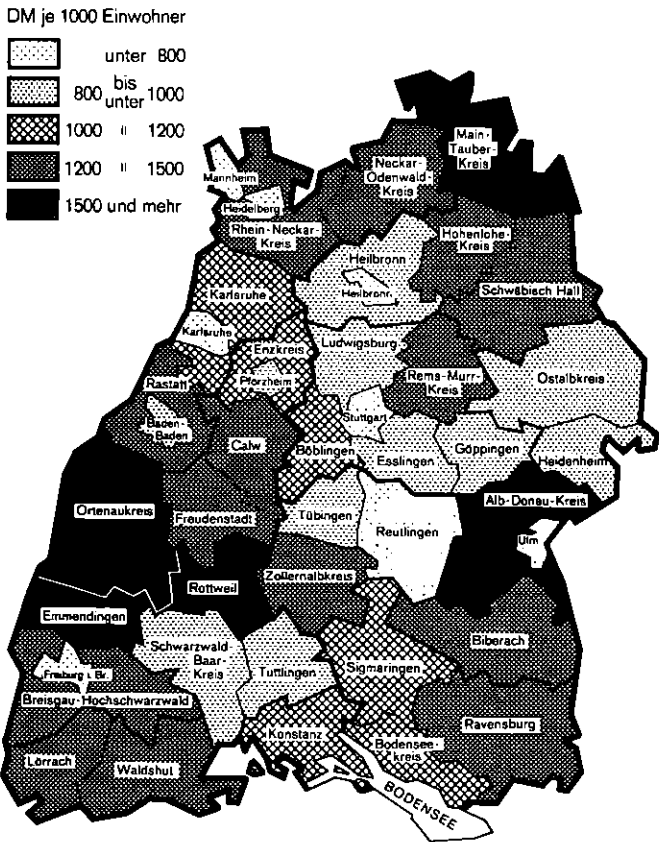 DM je 1000 Einwohner
unter 800
800 bis unter 1000
1000 " 1200
1200 " 1500
1500 und mehr
Main-
Tauber-
Kreis
Neckar-
Odenwald-
Kreis
Mannheim
Heidelberg
Rhein-Neckar-
Kreis
Hohenlohe-
Kreis
Heilbronn
Heilbronn
Schwäbisch Hall
Karlsruhe
Karlsruhe
Enzkreis
Ludwigsburg
Pforzheim
Rems-Murr-
Kreis
Ostalbkreis
Rastatt
Baden-
Baden
Stuttgart
Calw
Böblingen
Esslingen
Göppingen
Heidenheim
Alb-Donau-Kreis
Ortenaukreis
Freudenstadt
Tübingen
Reutlingen
Ulm
Rottweil
Zollernalbkreis
Emmendingen
Biberach
Schwarzwald-
Baar-
Kreis
Tuttlingen
Sigmaringen
Freiburg i. Br.
Breisgau-Hochschwarzwald
Ravensburg
Konstanz
Bodensee-
kreis
Lörrach
Waldshut
BODENSEE